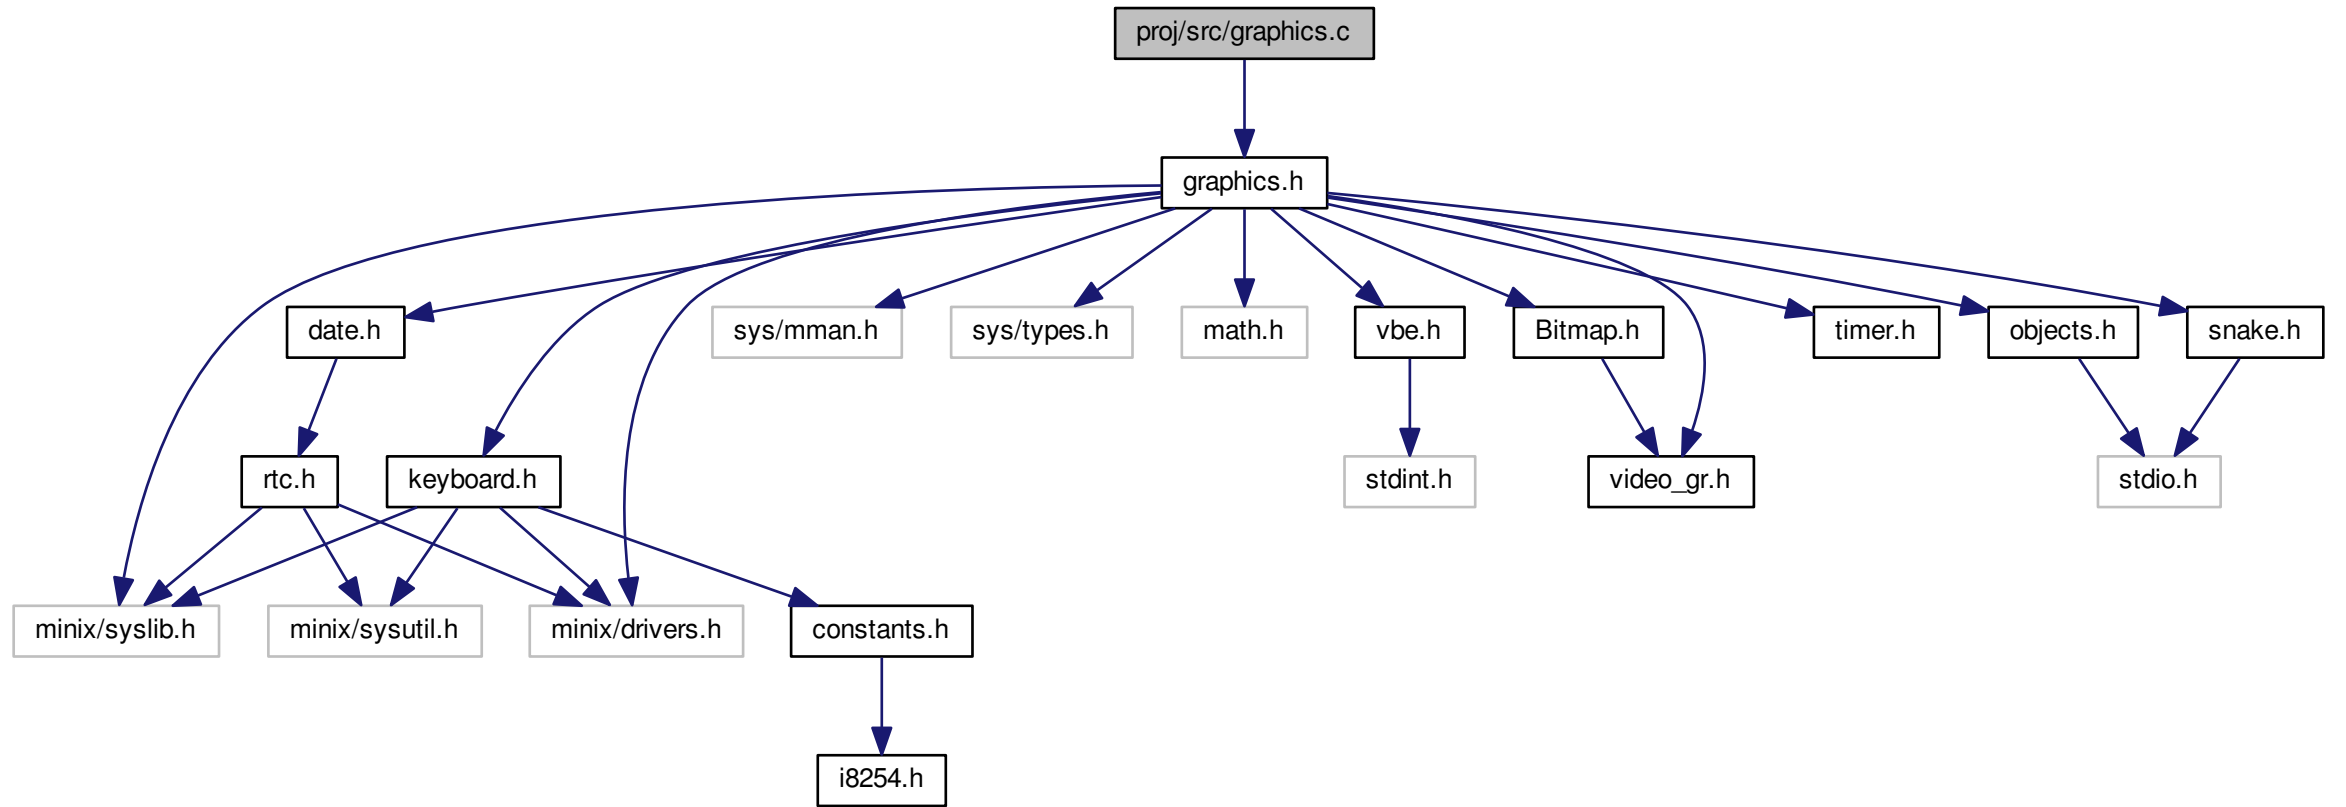 proj/src/graphics.c
graphics.h
date.h
sys/mman.h
sys/types.h
math.h
vbe.h
Bitmap.h
timer.h
objects.h
snake.h
rtc.h
keyboard.h
stdint.h
video_gr.h
stdio.h
minix/syslib.h
minix/sysutil.h
minix/drivers.h
constants.h
i8254.h